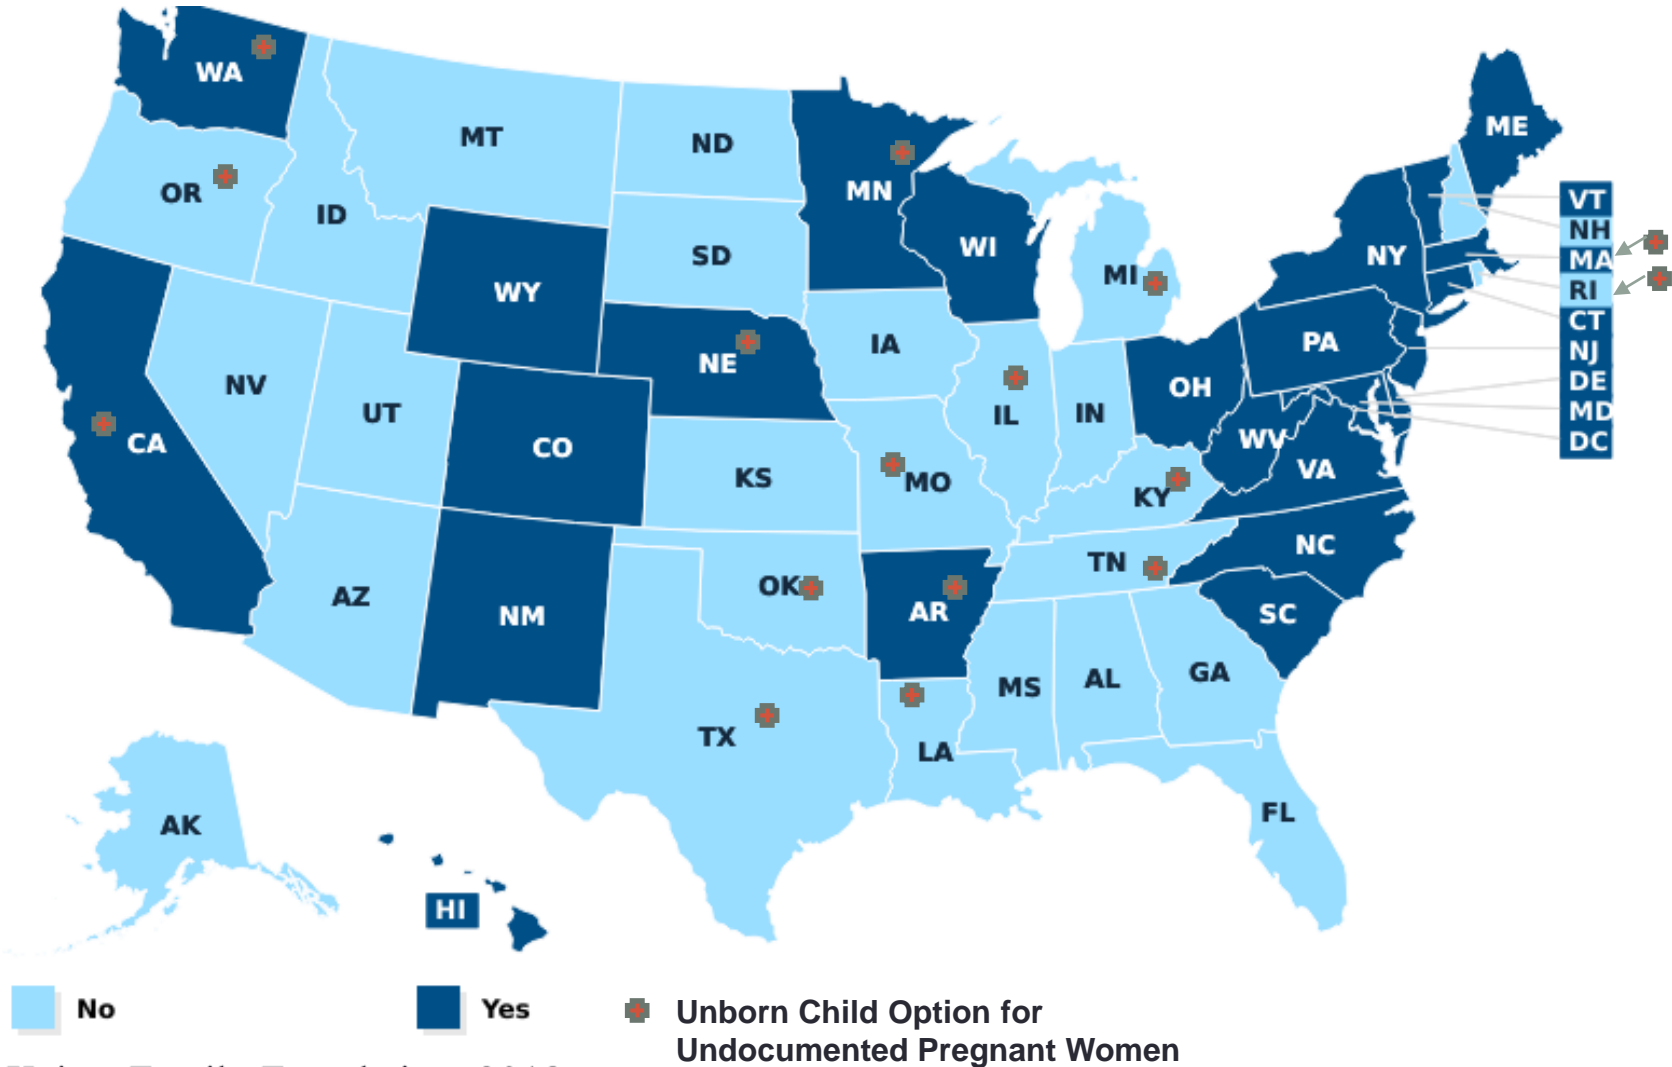 WA
ME
MT
ND
MN
OR
VT
ID
NH
WI
NY
SD
MA
MI
WY
RI
CT
PA
IA
NJ
NE
DE
NV
OH
UT
IL
IN
MD
CA
CO
WV
DC
KS
VA
MO
KY
NC
TN
OK
AZ
AR
NM
SC
GA
MS
AL
TX
LA
FL
AK
HI
No
Yes
Unborn Child Option for
Undocumented Pregnant Women